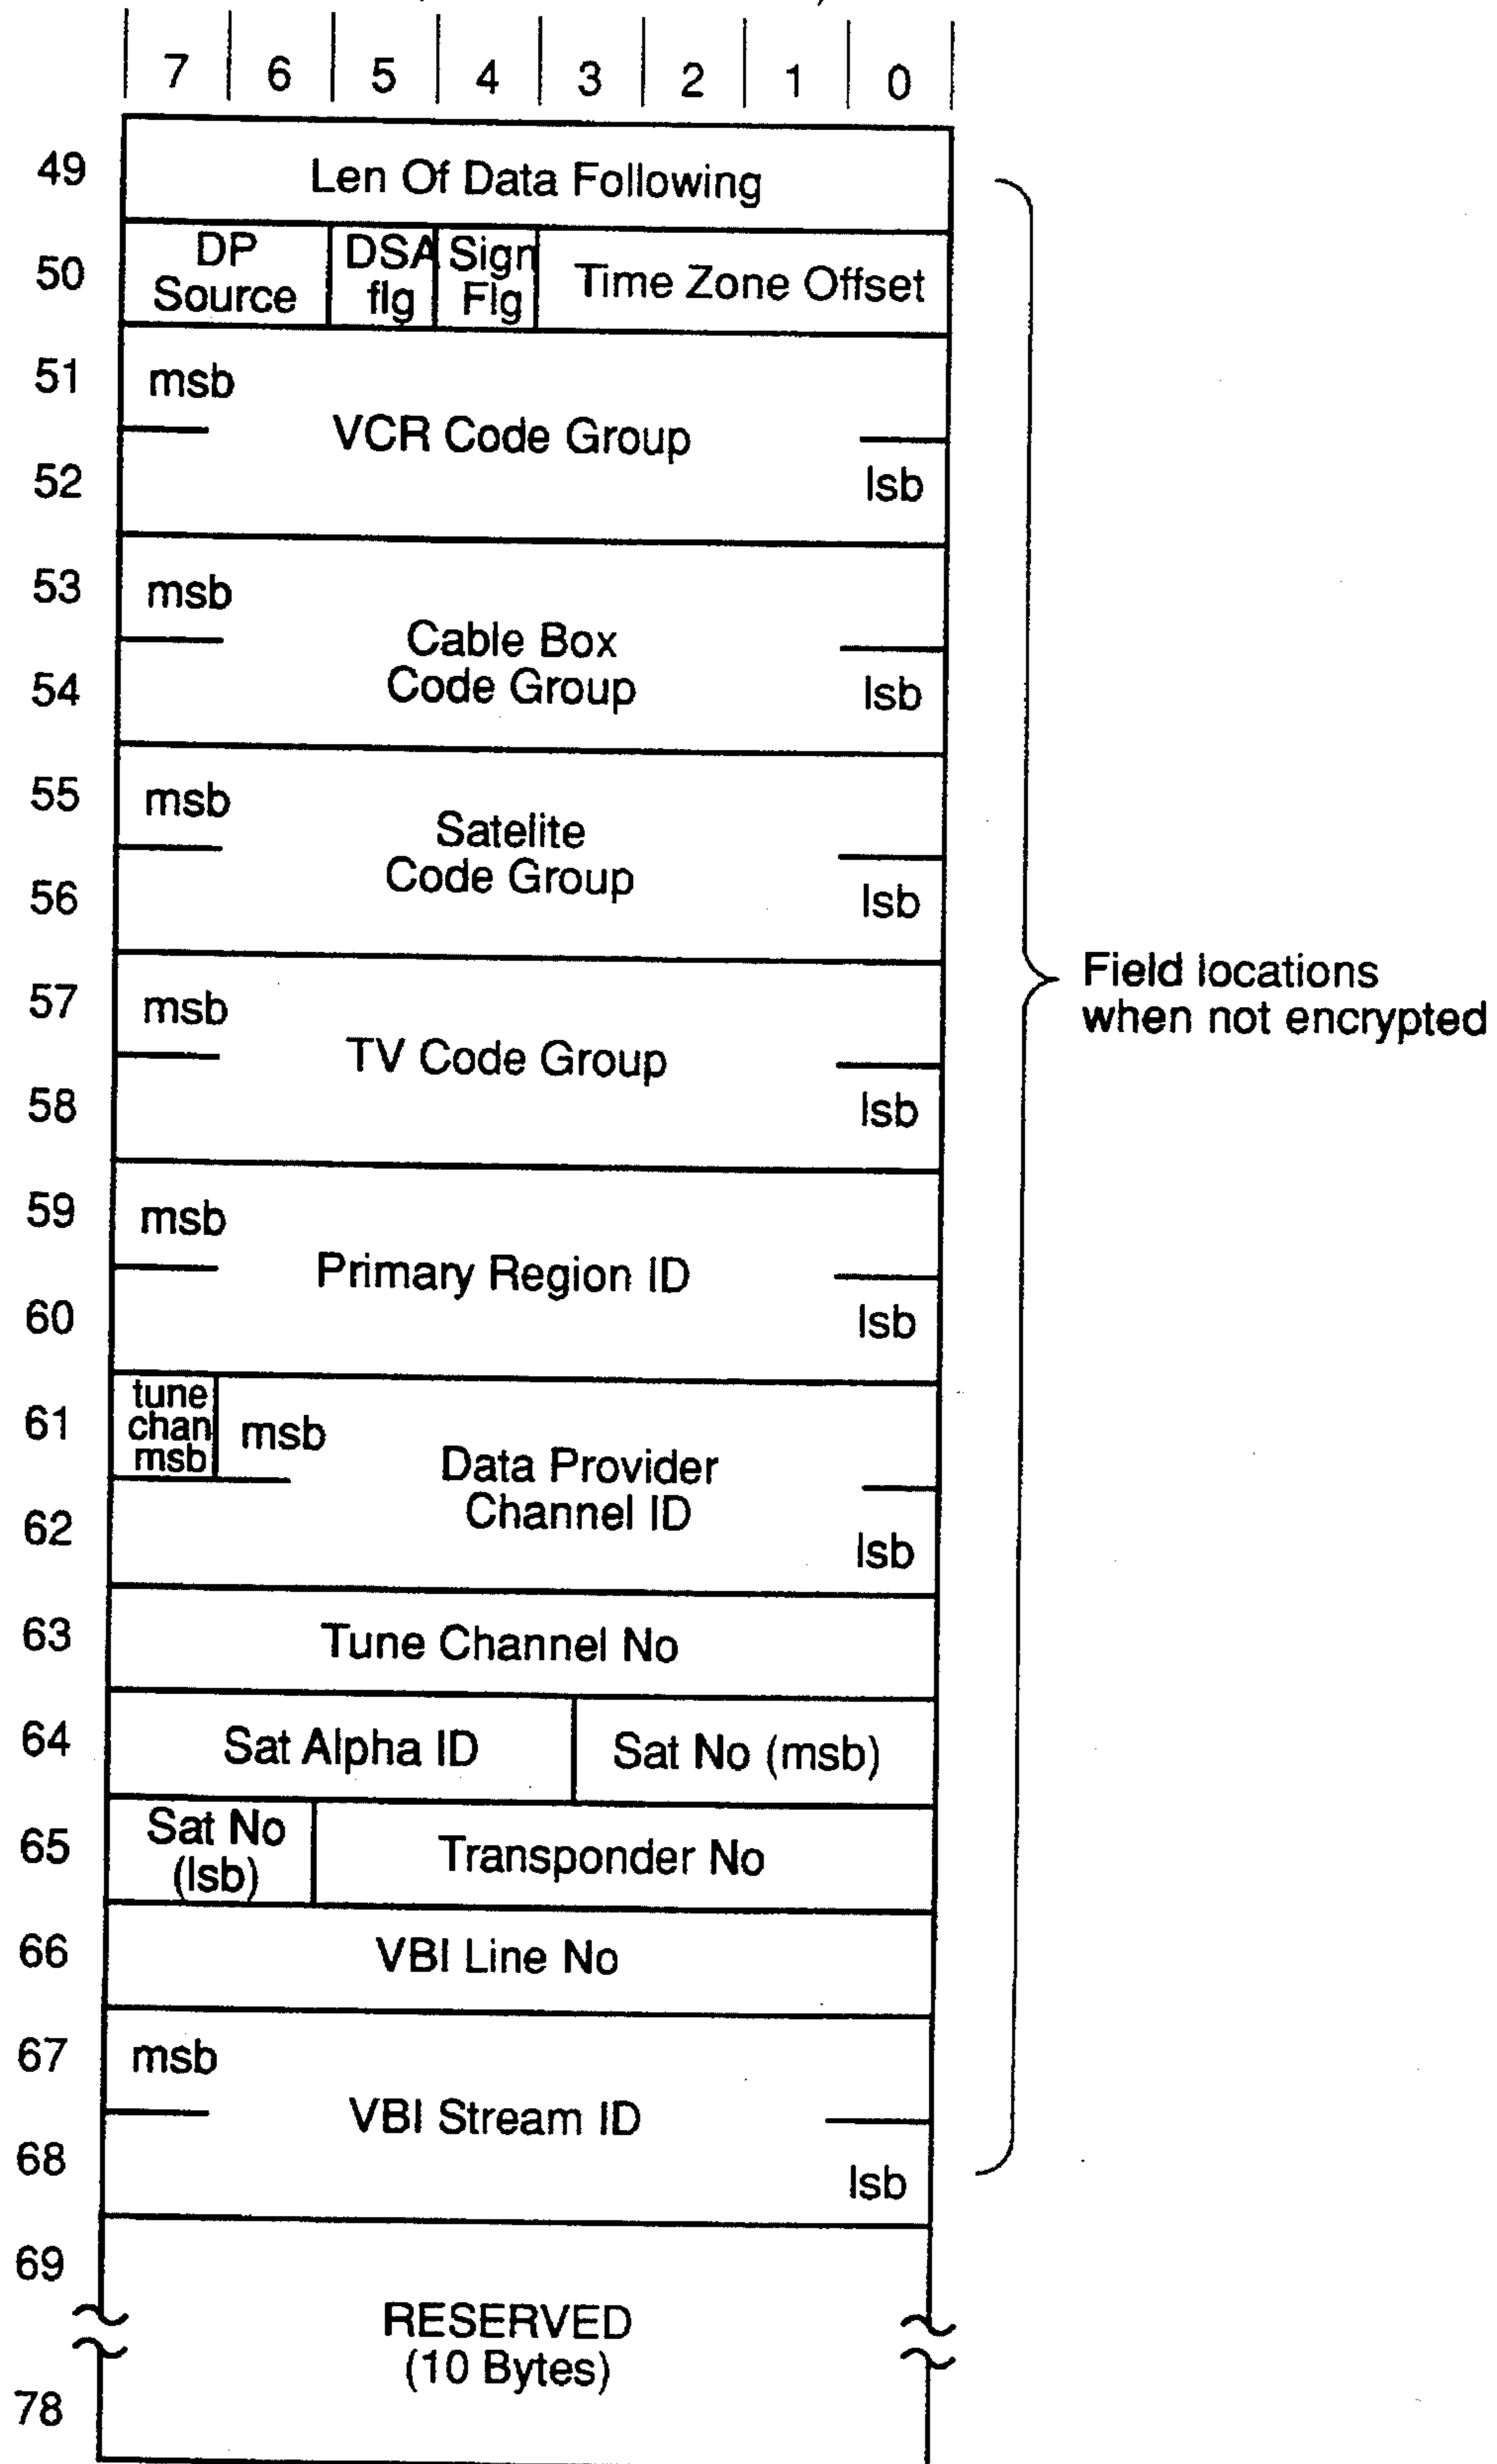 7 6 5 4 3 2 1 0
49 Len Of Data Following
50 DP Source DSA flg Sign Flg Time Zone Offset
51 msb
VCR Code Group
52 lsb
53 msb
Cable Box
Code Group
54 lsb
55 msb
Satelite
Code Group
56 lsb
Field locations
when not encrypted
57 msb
TV Code Group
58 lsb
59 msb
Primary Region ID
60 lsb
61 tune chan msb msb
Data Provider
Channel ID
62 lsb
63 Tune Channel No
64 Sat Alpha ID Sat No (msb)
65 Sat No (lsb) Transponder No
66 VBI Line No
67 msb
VBI Stream ID
68 lsb
69
RESERVED
(10 Bytes)
78